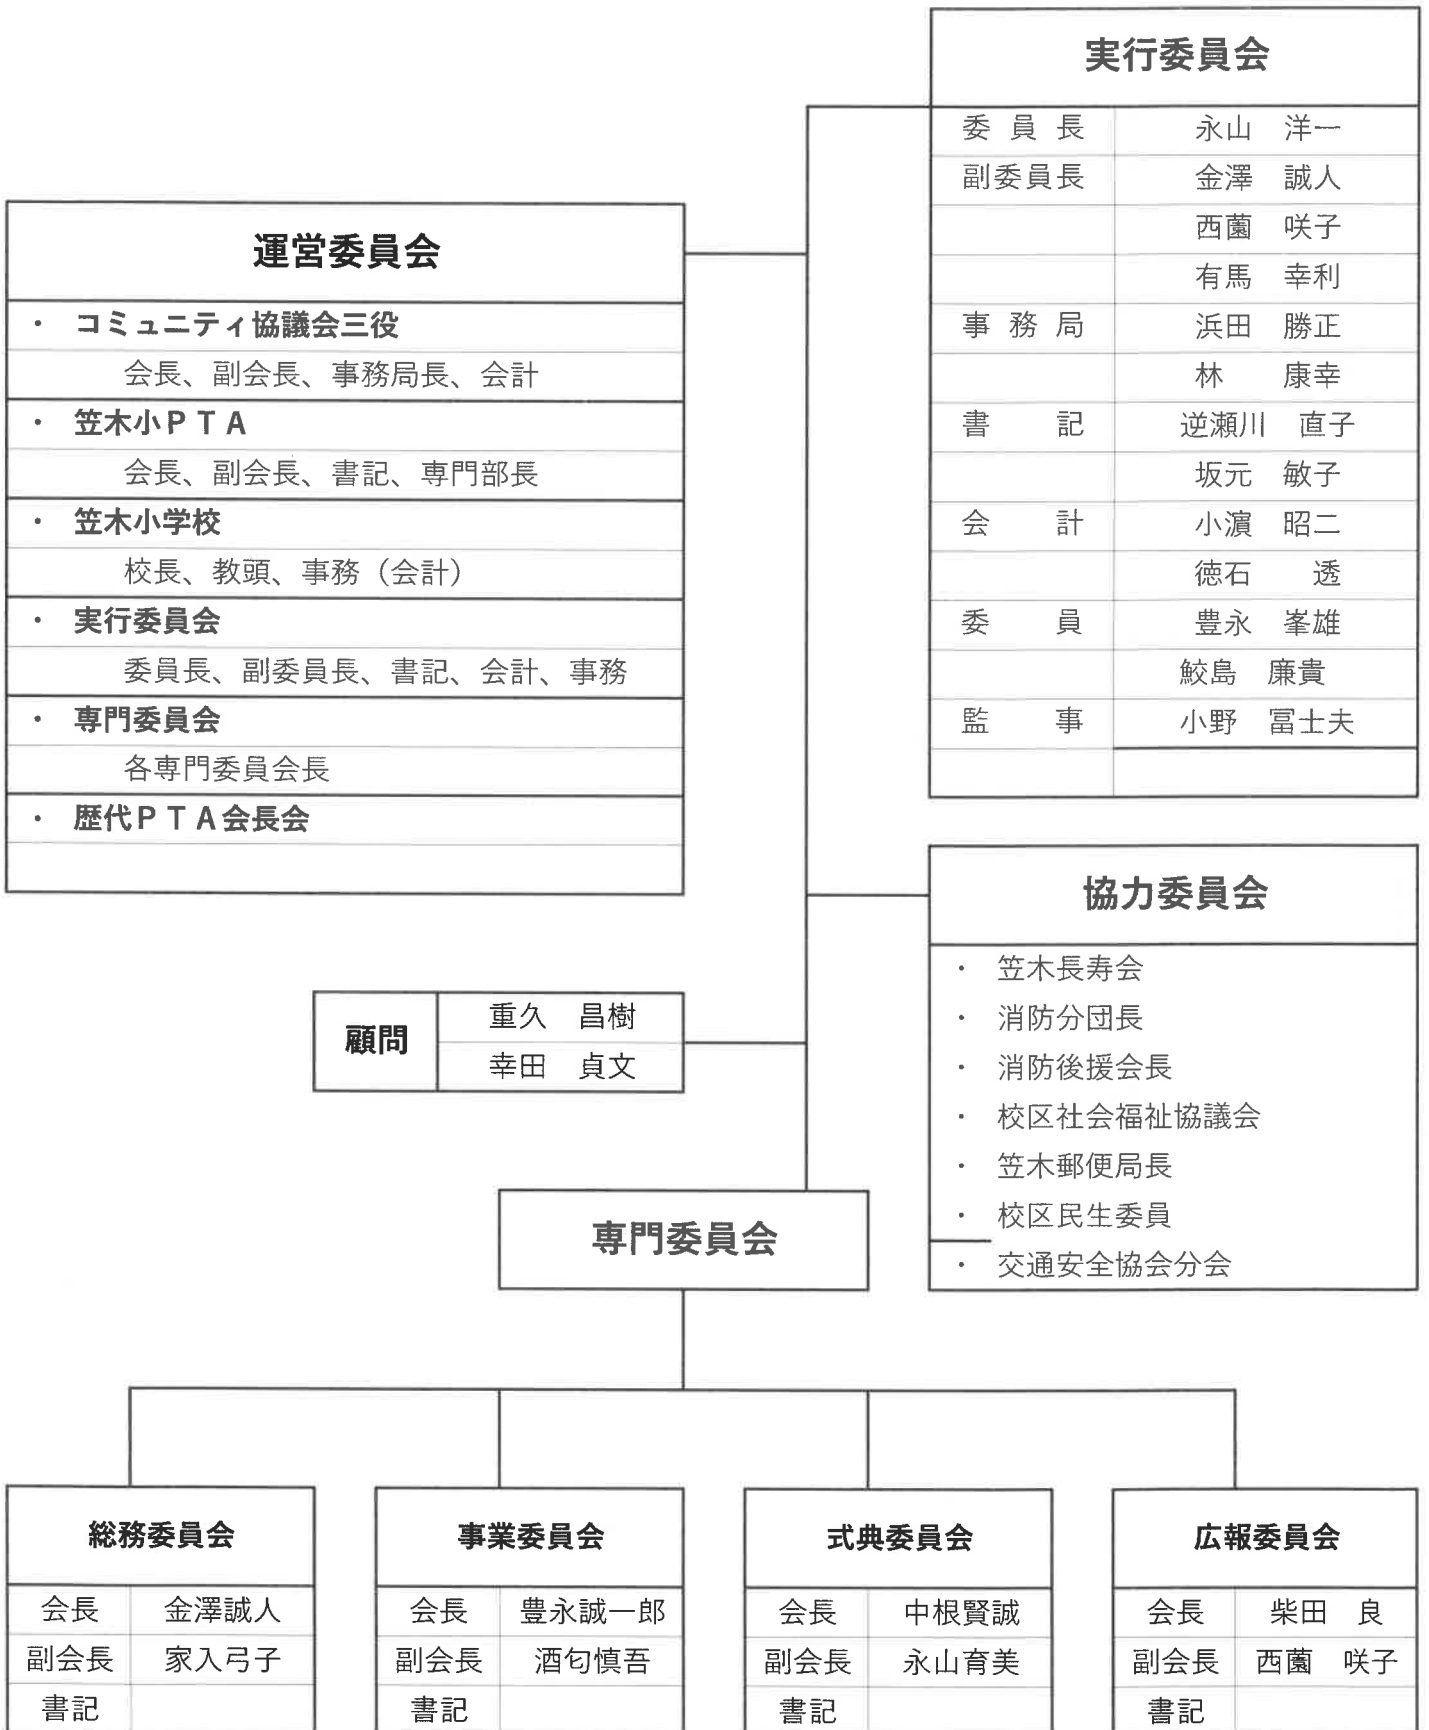 実行委員会
委員長 永山 洋一
副委員長 金澤 誠人
西薗 咲子
有馬 幸利
事務局 浜田 勝正
林 康幸
書記 逆瀬川 直子
坂元 敏子
会計 小濵 昭二
徳石 透
委員 豊永 峯雄
鮫島 廉貴
監事 小野 冨士夫
運営委員会
・ コミュニティ協議会三役
会長、副会長、事務局長、会計
・ 笠木小ＰＴＡ
会長、副会長、書記、専門部長
・ 笠木小学校
校長、教頭、事務（会計）
・ 実行委員会
委員長、副委員長、書記、会計、事務
・ 専門委員会
各専門委員会長
・ 歴代ＰＴＡ会長会
協力委員会
・ 笠木長寿会
・ 消防分団長
・ 消防後援会長
・ 校区社会福祉協議会
・ 笠木郵便局長
・ 校区民生委員
・ 交通安全協会分会
顧問
重久 昌樹
幸田 貞文
専門委員会
総務委員会
会長 金澤誠人
副会長 家入弓子
書記
事業委員会
会長 豊永誠一郎
副会長 酒匂慎吾
書記
式典委員会
会長 中根賢誠
副会長 永山育美
書記
広報委員会
会長 柴田 良
副会長 西薗 咲子
書記